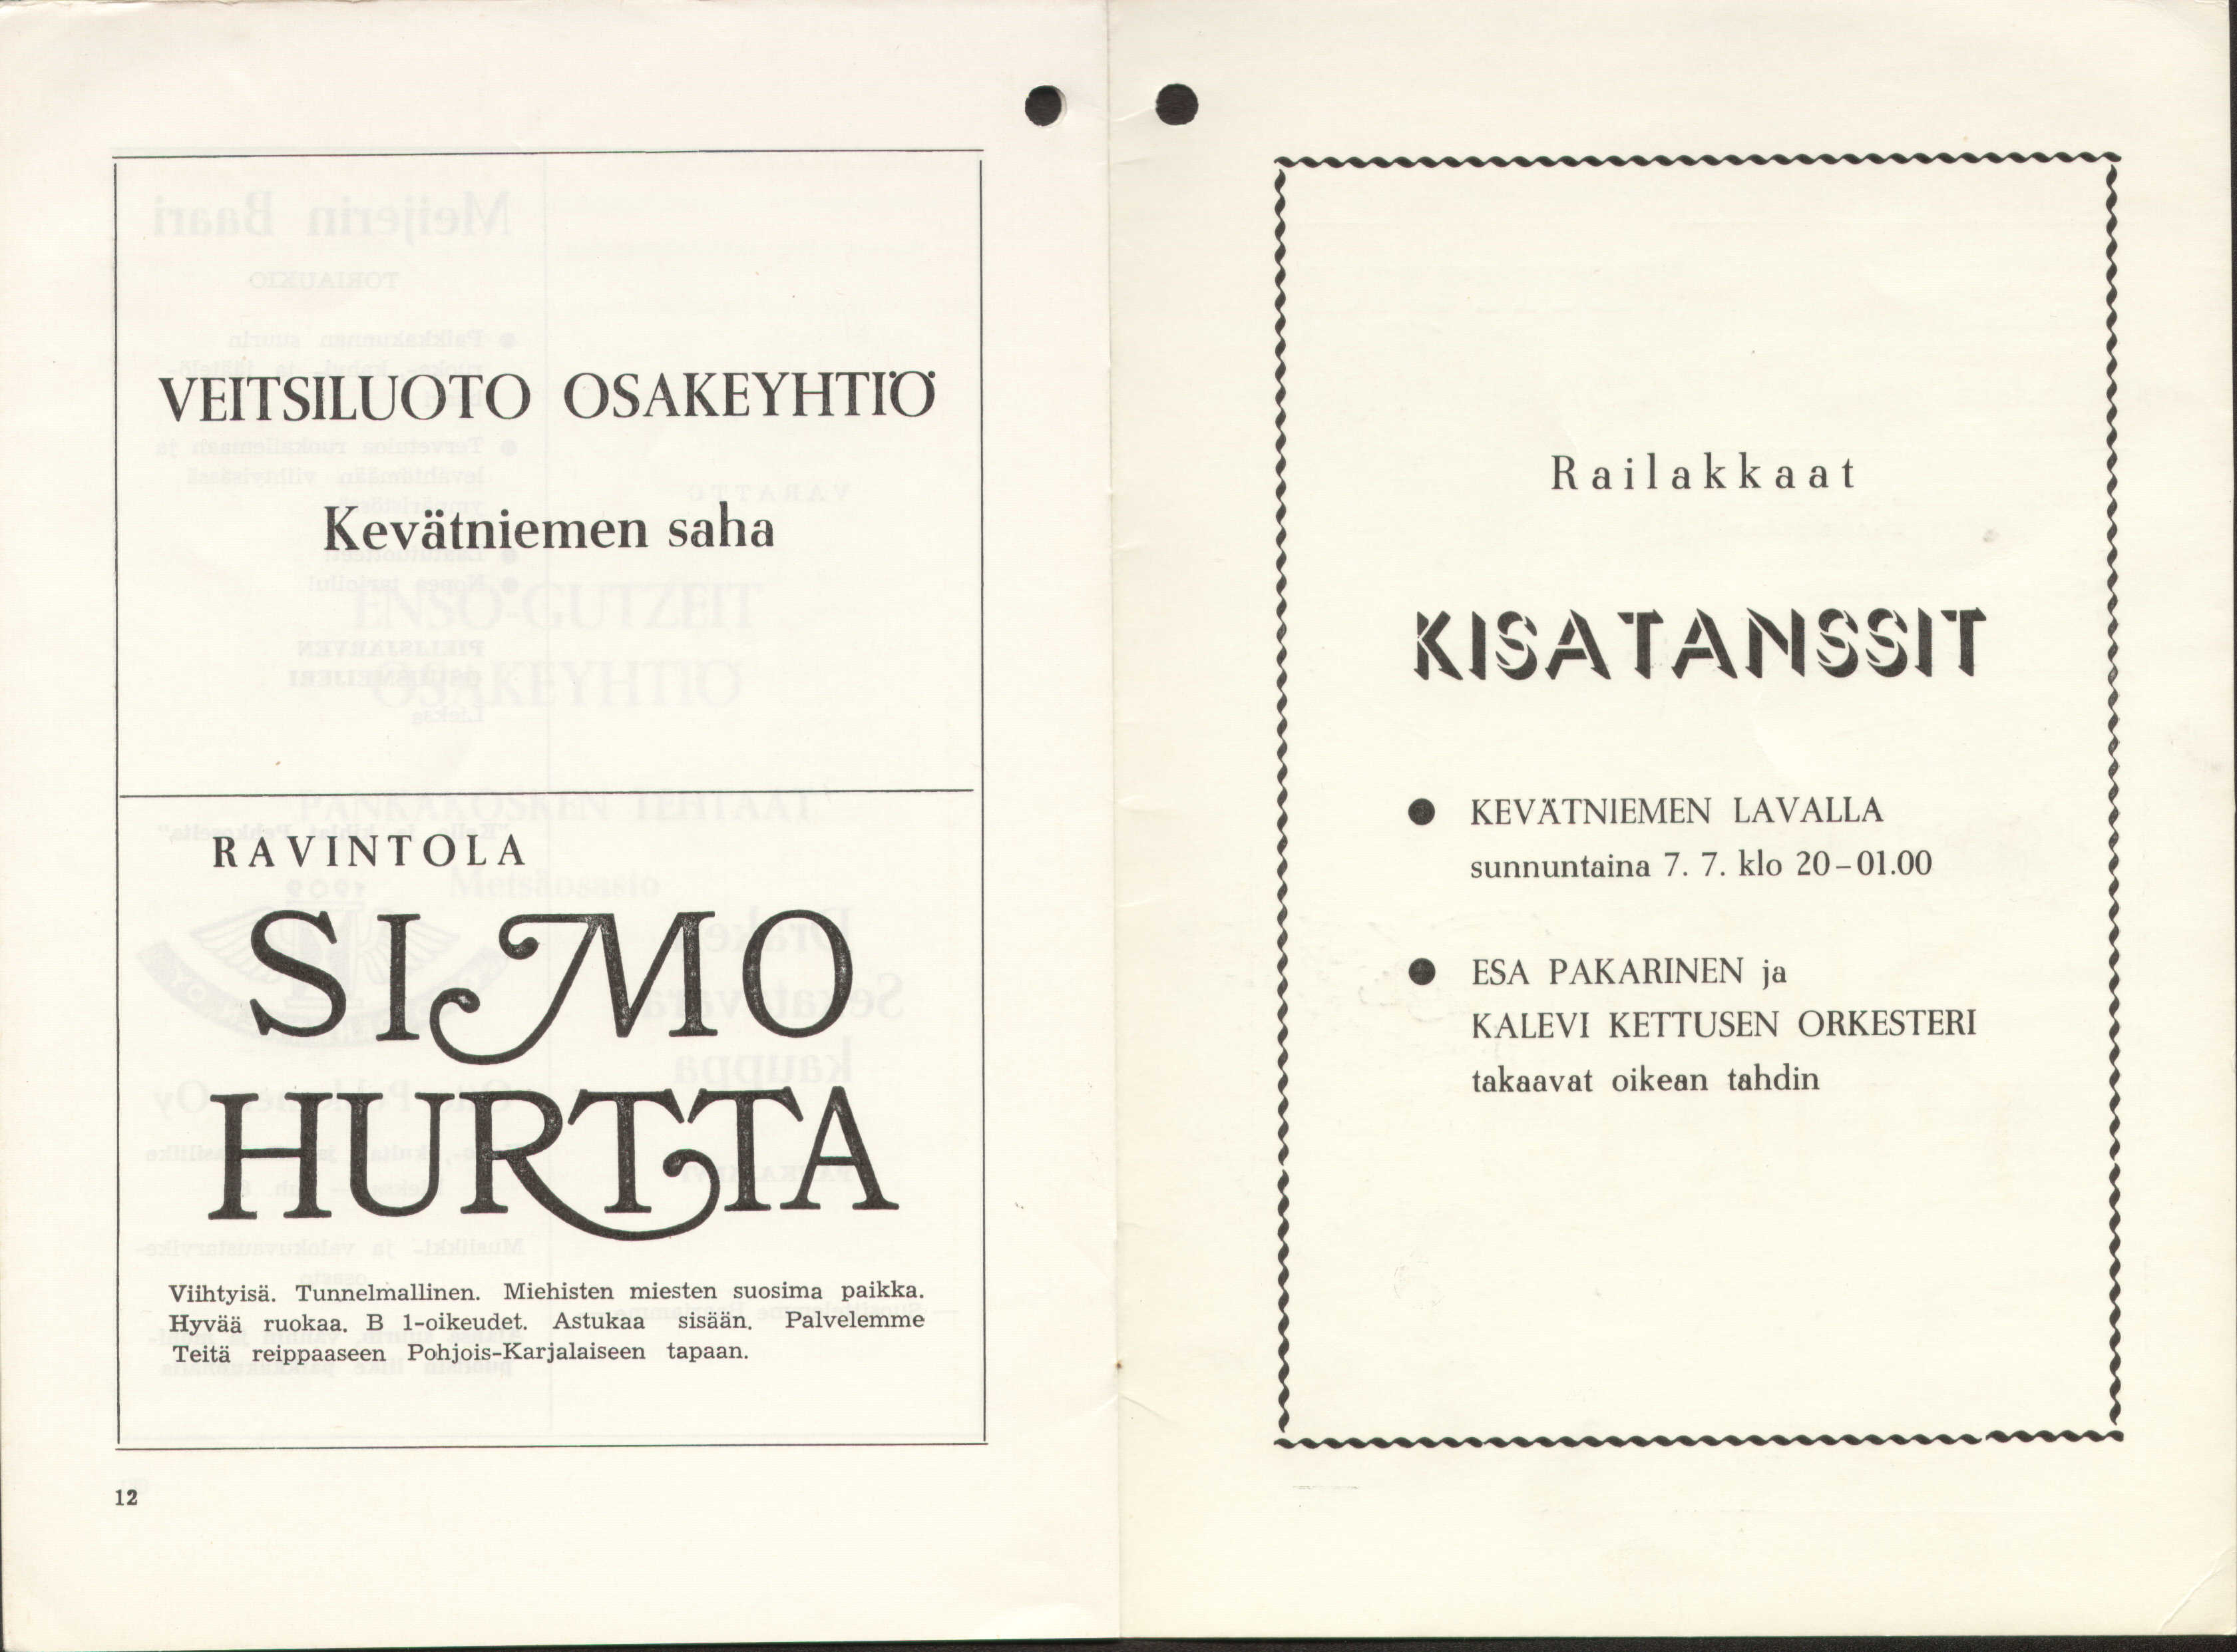 VEITSILUOTO OSAKEYHTIÖ
Kevätniemen saha
RAVINTOLA
SIMO
HURTTA
Viihtyisä. Tunnelmallinen. Miehisten miesten suosima paikka.
Hyvää ruokaa. B 1-oikeudet. Astukaa sisään. Palvelemme
Teitä reippaaseen Pohjois-Karjalaiseen tapaan.
12
Railakkaat
KISATANSSIT
● KEVÄTNIEMEN LAVALLA
sunnuntaina 7. 7. klo 20–01.00
● ESA PAKARINEN ja
KALEVI KETTUSEN ORKESTERI
takaavat oikean tahdin